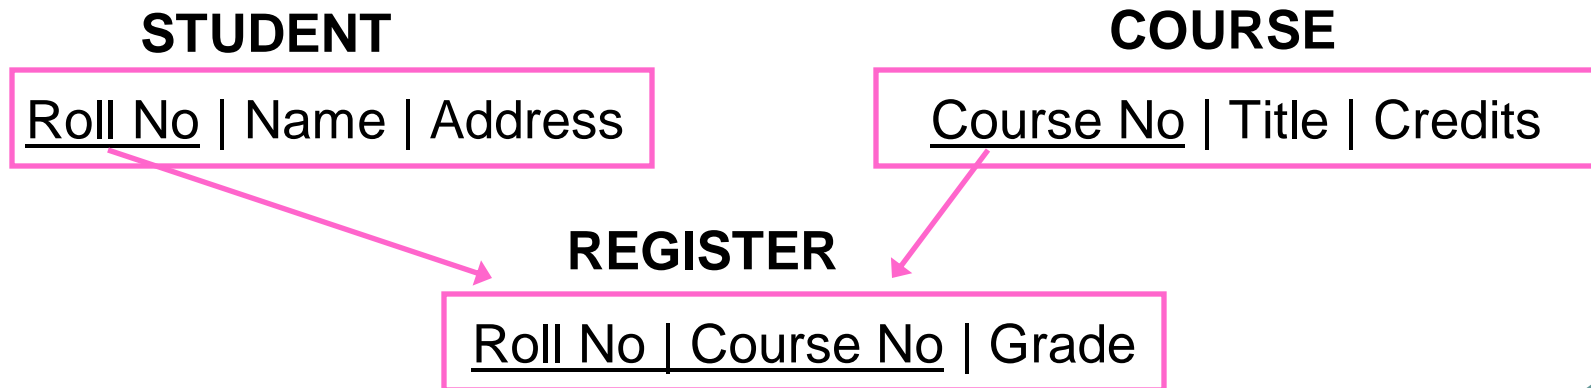 STUDENT
COURSE
Roll No | Name | Address
Course No | Title | Credits
REGISTER
Roll No | Course No | Grade